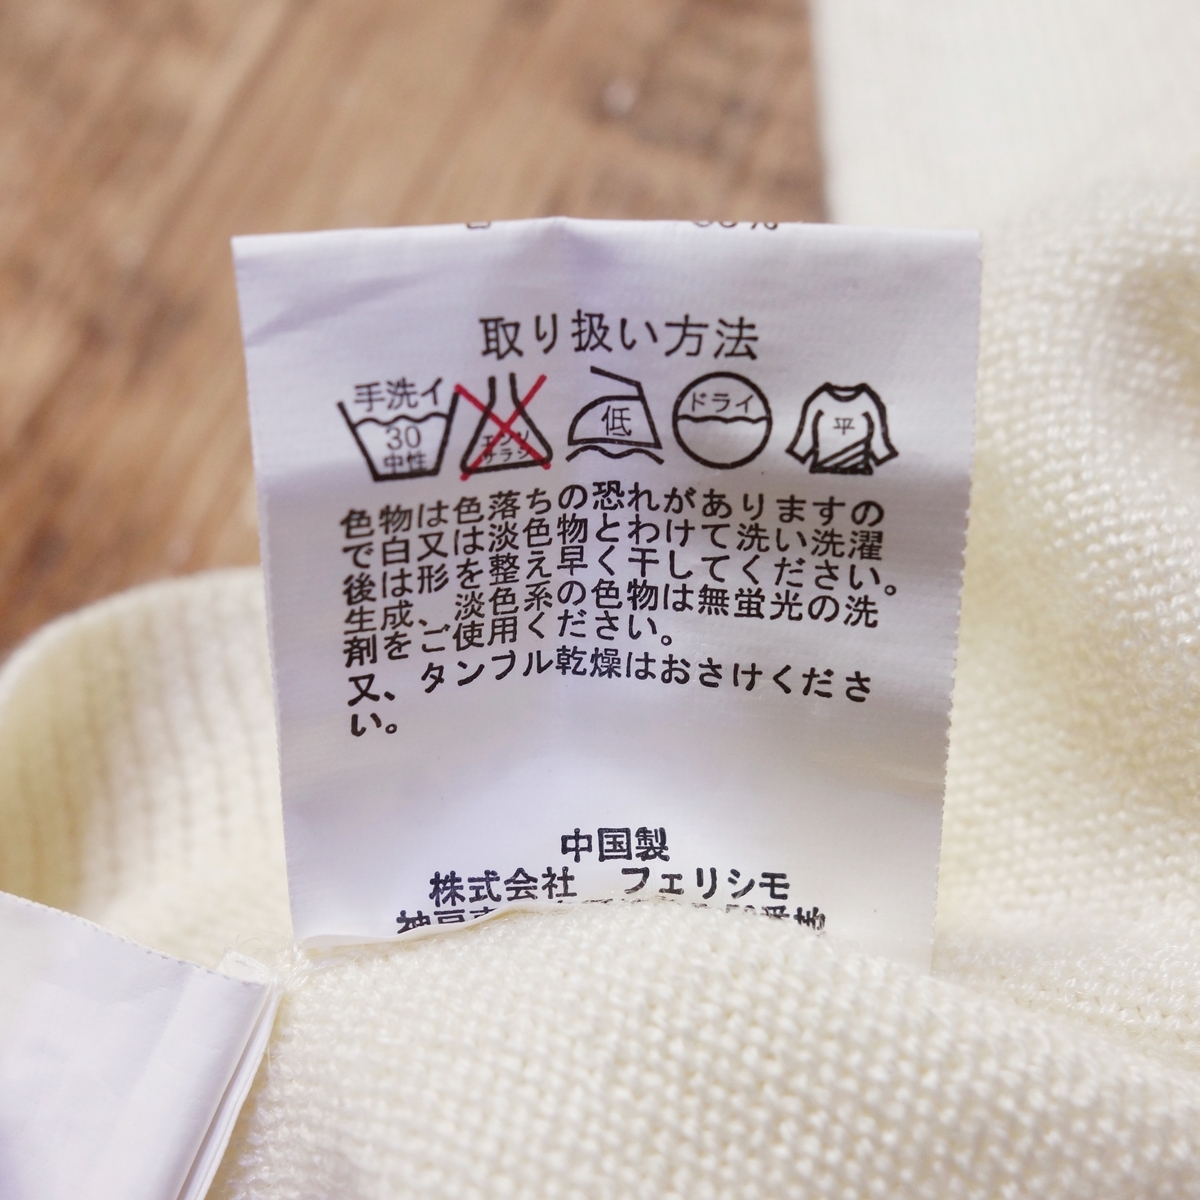 取り扱い方法
手洗イ
30
中性
エンソ
サラシ
低
ドライ
平
色物は色落ちの恐れがありますの
で白又は淡色物とわけて洗い洗濯
後は形を整え早く干してください。
生成、淡色系の色物は無蛍光の洗
剤をご使用ください。
又、タンブル乾燥はおさけくださ
い。
中国製
株式会社 フェリシモ
神戸市
番地